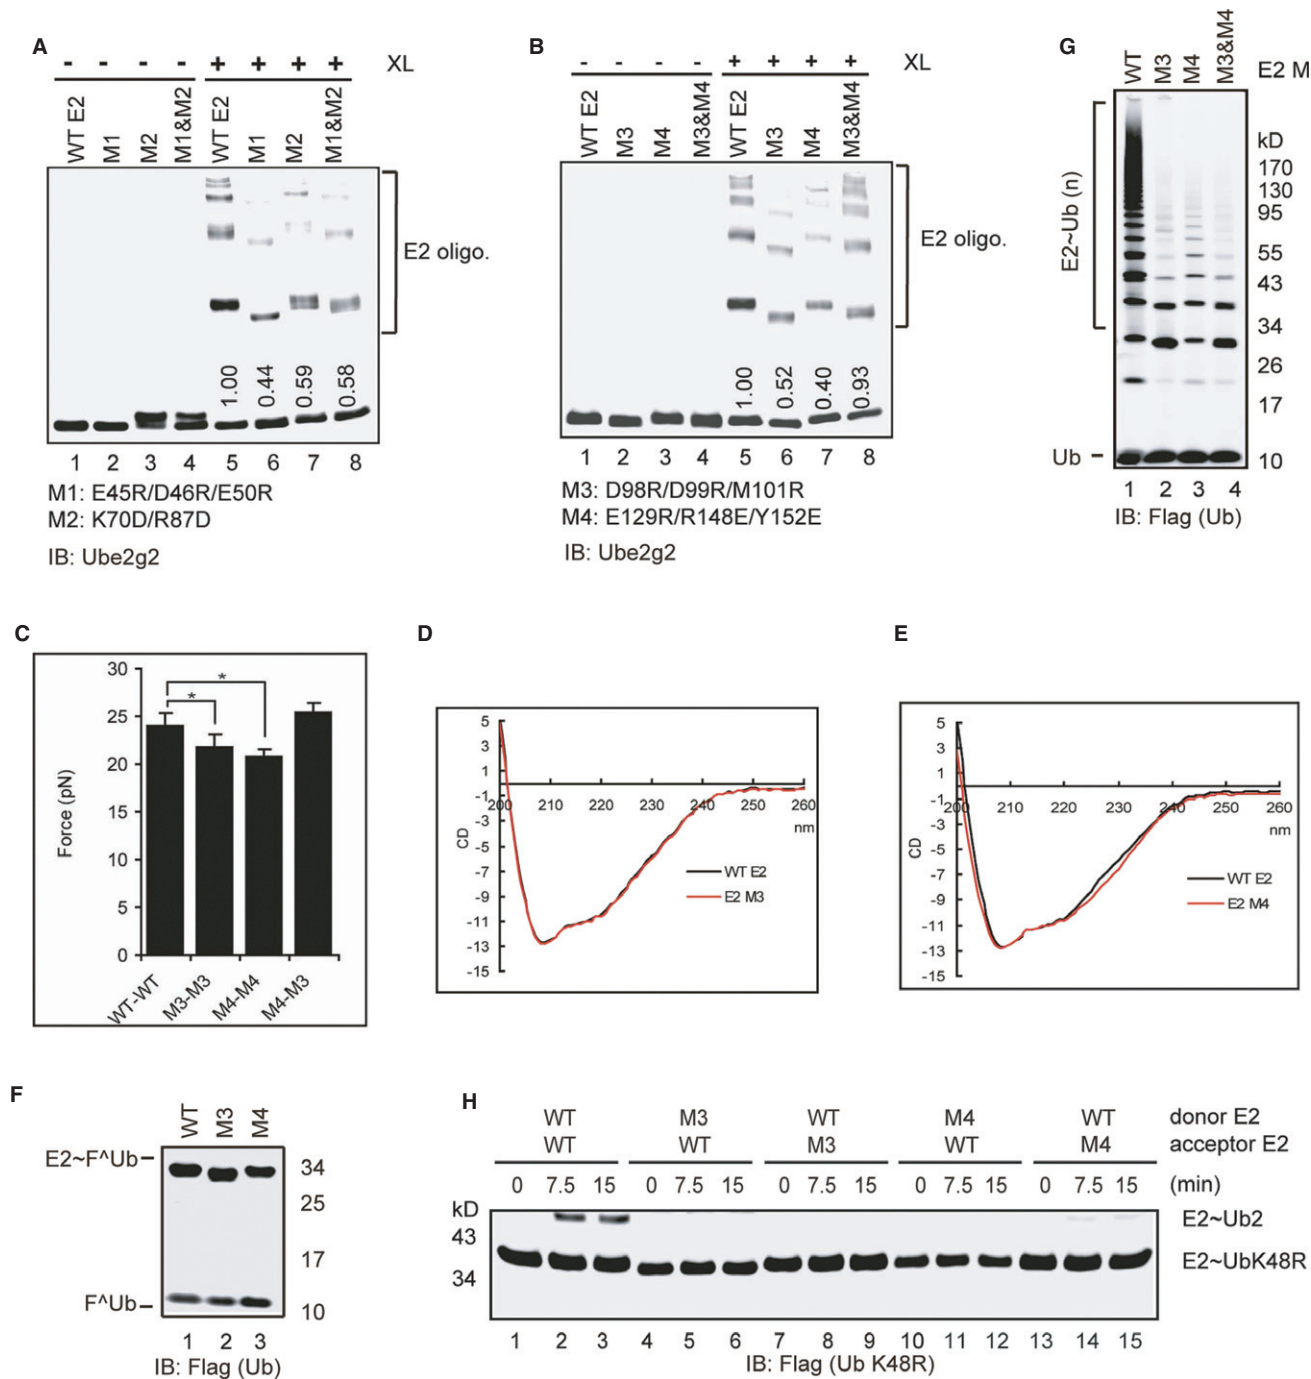 A
- - - - + + + + XL
WT E2 M1 M2 M1&M2 WT E2 M1 M2 M1&M2
E2 oligo.
1.00 0.44 0.59 0.58
1 2 3 4 5 6 7 8
M1: E45R/D46R/E50R
M2: K70D/R87D
IB: Ube2g2
B
- - - - + + + + XL
WT E2 M3 M4 M3&M4 WT E2 M3 M4 M3&M4
E2 oligo.
1.00 0.52 0.40 0.93
1 2 3 4 5 6 7 8
M3: D98R/D99R/M101R
M4: E129R/R148E/Y152E
IB: Ube2g2
G
WT M3 M4 M3&M4 E2 M
kD
170
130
95
55
43
34
26
17
10
E2~Ub (n)
Ub
1 2 3 4
IB: Flag (Ub)
C
30
25
20
15
10
5
0
Force (pN)
* *
WT-WT M3-M3 M4-M4 M4-M3
D
5
3
1
-1
-3
-5
-7
-9
-11
-13
-15
CD
200 210 220 230 240 250 260
nm
WT E2
E2 M3
E
5
3
1
-1
-3
-5
-7
-9
-11
-13
-15
CD
200 210 220 230 240 250 260
nm
WT E2
E2 M4
F
WT M3 M4
E2~F^Ub 34
25
17
F^Ub 10
1 2 3
IB: Flag (Ub)
H
WT M3 WT M4 WT donor E2
WT WT M3 WT M4 acceptor E2
0 7.5 15 0 7.5 15 0 7.5 15 0 7.5 15 0 7.5 15 (min)
kD
43
34
E2~Ub2
E2~UbK48R
1 2 3 4 5 6 7 8 9 10 11 12 13 14 15
IB: Flag (Ub K48R)